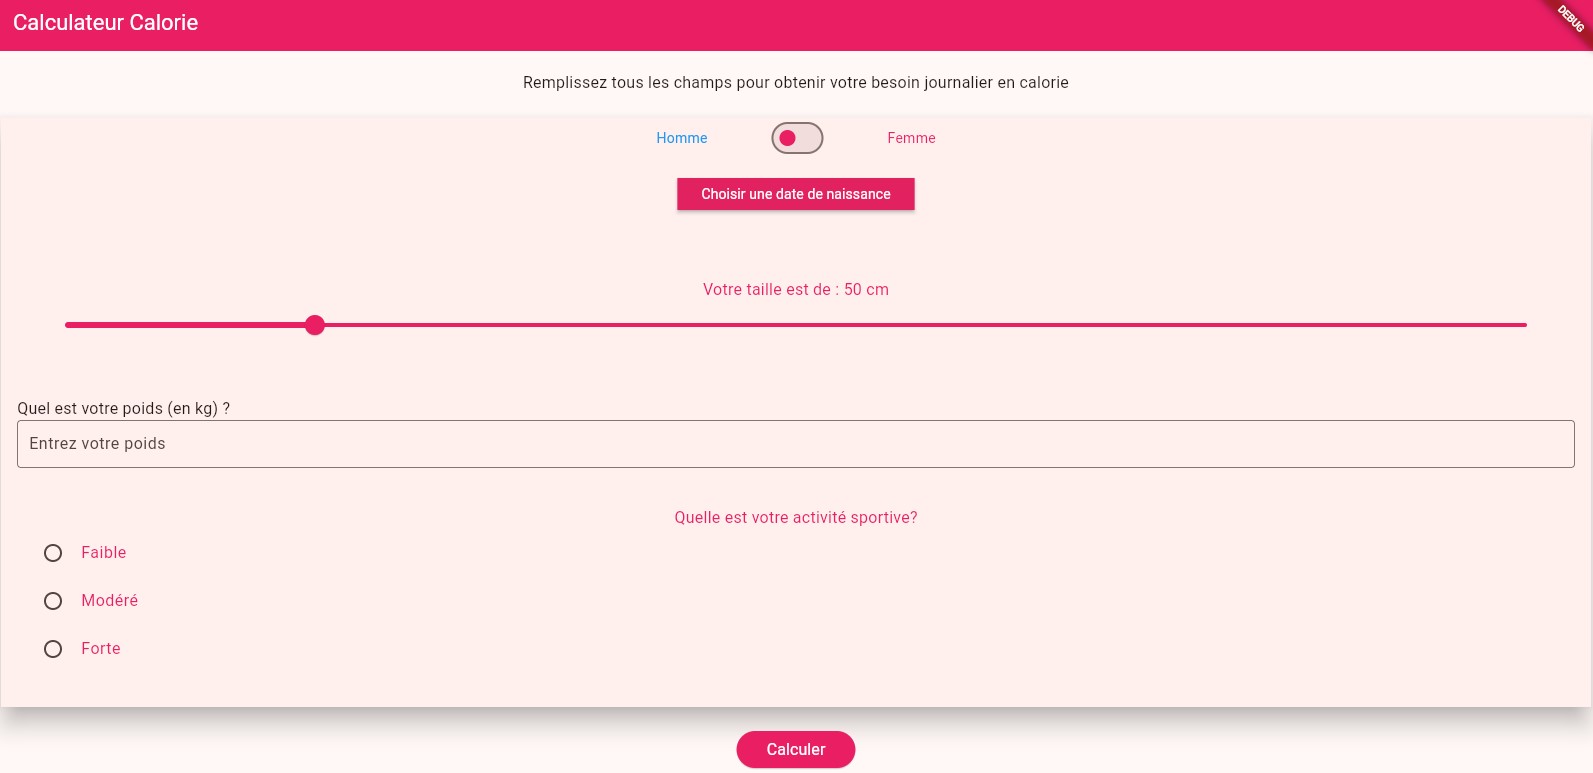 Calculateur Calorie
DEBUG
Remplissez tous les champs pour obtenir votre besoin journalier en calorie
Homme Femme
Choisir une date de naissance
Votre taille est de : 50 cm
Quel est votre poids (en kg) ?
Entrez votre poids
Quelle est votre activité sportive?
Faible
Modéré
Forte
Calculer